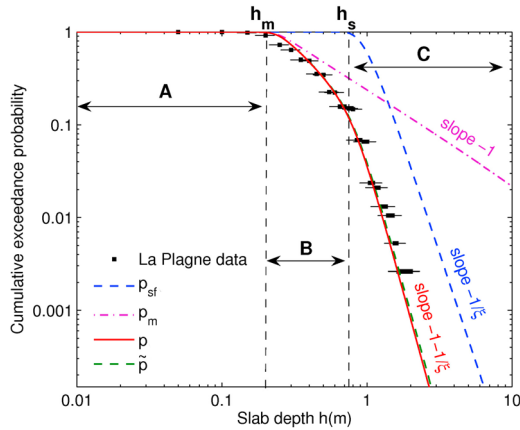 h_m h_s
1
A C
slope -1
0.1
Cumulative exceedance probability
B
0.01
La Plagne data
p_sf
slope -1/ξ
p_m
0.001
p
slope -1-1/ξ
p̃
0.01 0.1 1 10
Slab depth h(m)